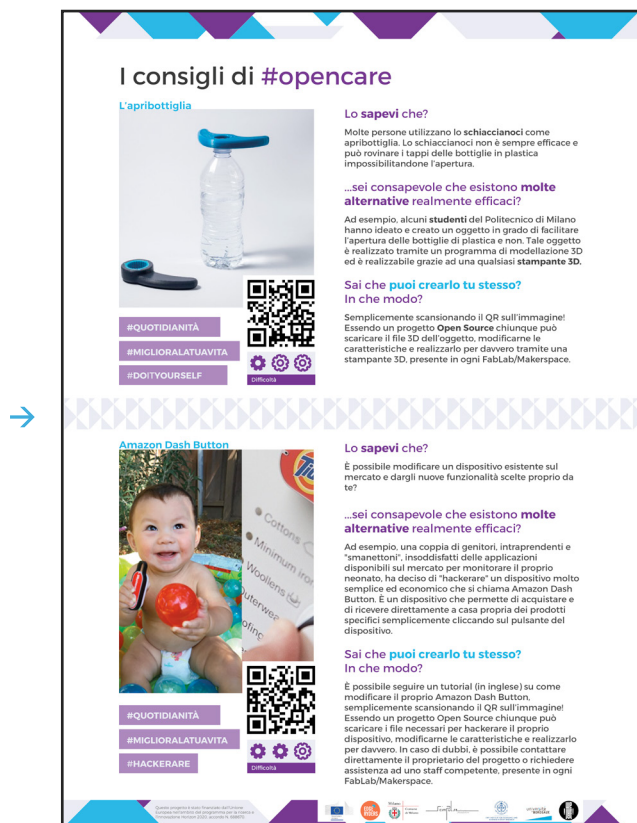 I consigli di #opencare
L'apribottiglia
Lo sapevi che?
Molte persone utilizzano lo schiaccianoci come
apribottiglia. Lo schiaccianoci non è sempre efficace e
può rovinare i tappi delle bottiglie in plastica
impossibilitandone l'apertura.
...sei consapevole che esistono molte
alternative realmente efficaci?
Ad esempio, alcuni studenti del Politecnico di Milano
hanno ideato e creato un oggetto in grado di facilitare
l'apertura delle bottiglie di plastica e non. Tale oggetto
è realizzato tramite un programma di modellazione 3D
ed è realizzabile grazie ad una qualsiasi stampante 3D.
Sai che puoi crearlo tu stesso?
In che modo?
Semplicemente scansionando il QR sull'immagine!
Essendo un progetto Open Source chiunque può
scaricare il file 3D dell'oggetto, modificarne le
caratteristiche e realizzarlo per davvero tramite una
stampante 3D, presente in ogni FabLab/Makerspace.
#QUOTIDIANITÀ
#MIGLIORALATUAVITA
#DOITYOURSELF
Difficoltà
Amazon Dash Button
Lo sapevi che?
È possibile modificare un dispositivo esistente sul
mercato e dargli nuove funzionalità scelte proprio da
te?
...sei consapevole che esistono molte
alternative realmente efficaci?
Ad esempio, una coppia di genitori, intraprendenti e
"smanettoni", insoddisfatti delle applicazioni
disponibili sul mercato per monitorare il proprio
neonato, ha deciso di "hackerare" un dispositivo molto
semplice ed economico che si chiama Amazon Dash
Button. È un dispositivo che permette di acquistare e
di ricevere direttamente a casa propria dei prodotti
specifici semplicemente cliccando sul pulsante del
dispositivo.
Sai che puoi crearlo tu stesso?
In che modo?
È possibile seguire un tutorial (in inglese) su come
modificare il proprio Amazon Dash Button,
semplicemente scansionando il QR sull'immagine!
Essendo un progetto Open Source chiunque può
scaricare i file necessari per hackerare il proprio
dispositivo, modificarne le caratteristiche e realizzarlo
per davvero. In caso di dubbi, è possibile contattare
direttamente il proprietario del progetto o richiedere
assistenza ad uno staff competente, presente in ogni
FabLab/Makerspace.
Cottons
Minimum iron
Woollens
Outerwear
#QUOTIDIANITÀ
#MIGLIORALATUAVITA
#HACKERARE
Difficoltà